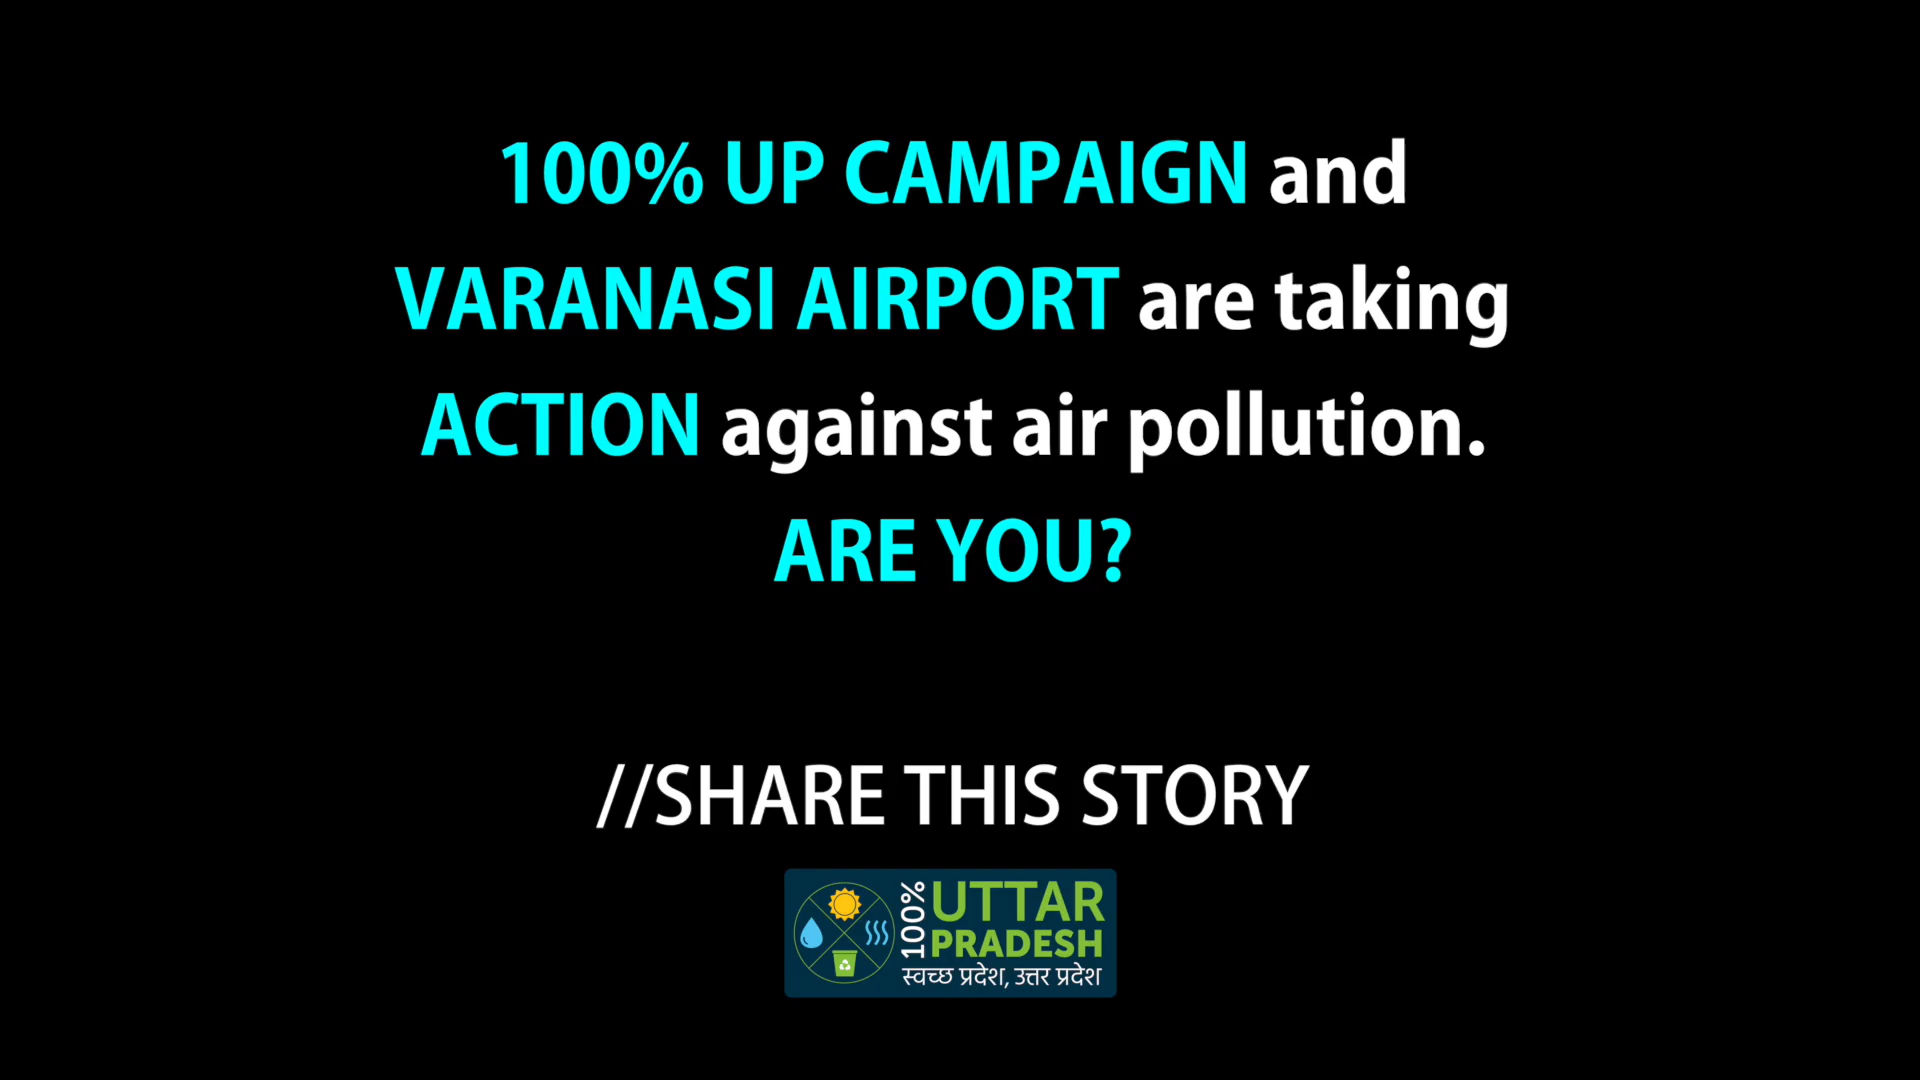 100% UP CAMPAIGN and
VARANASI AIRPORT are taking
ACTION against air pollution.
ARE YOU?
//SHARE THIS STORY
100%
UTTAR
PRADESH
स्वच्छ प्रदेश, उत्तर प्रदेश